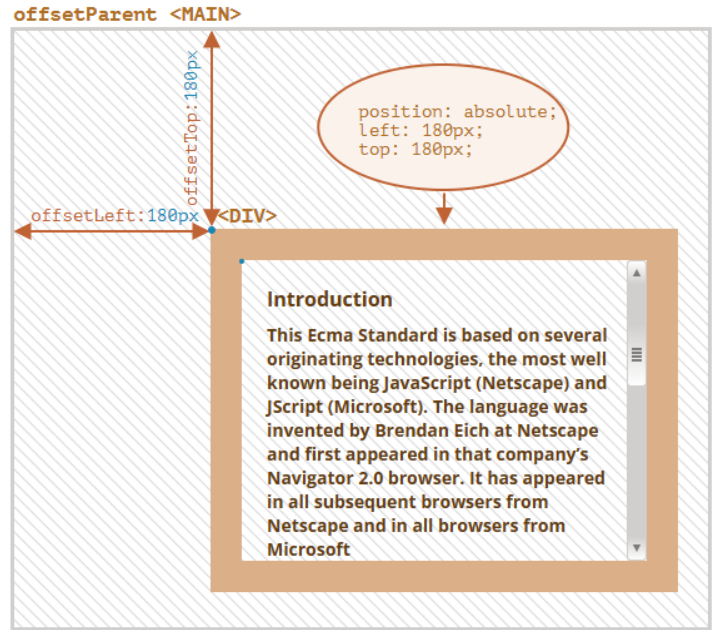 offsetParent <MAIN>
offsetTop:180px
position: absolute;
left: 180px;
top: 180px;
offsetLeft:180px
<DIV>
Introduction
This Ecma Standard is based on several
originating technologies, the most well
known being JavaScript (Netscape) and
JScript (Microsoft). The language was
invented by Brendan Eich at Netscape
and first appeared in that company’s
Navigator 2.0 browser. It has appeared
in all subsequent browsers from
Netscape and in all browsers from
Microsoft